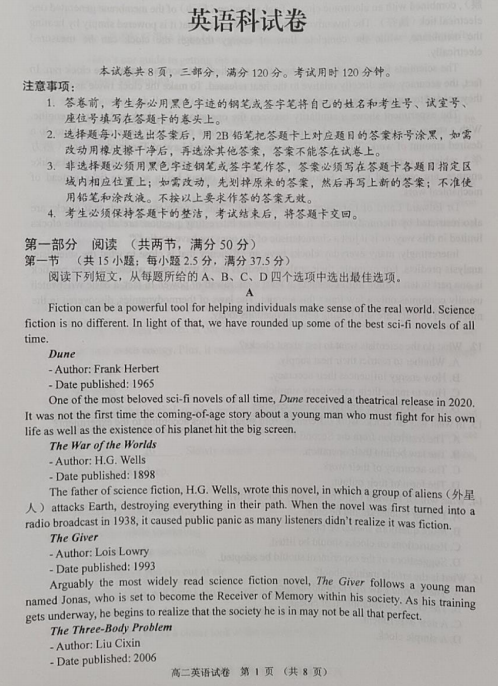 英语科试卷
本试卷共 8 页，三部分，满分 120 分。考试用时 120 分钟。
注意事项：
1. 答卷前，考生务必用黑色字迹的钢笔或签字笔将自己的姓名和考生号、试室号、
座位号填写在答题卡的卷头上。
2. 选择题每小题选出答案后，用 2B 铅笔把答题卡上对应题目的答案标号涂黑，如需
改动用橡皮擦干净后，再选涂其他答案，答案不能答在试卷上。
3. 非选择题必须用黑色字迹钢笔或签字笔作答，答案必须写在答题卡各题目指定区
域内相应位置上；如需改动，先划掉原来的答案，然后再写上新的答案；不准使
用铅笔和涂改液。不按以上要求作答的答案无效。
4. 考生必须保持答题卡的整洁，考试结束后，将答题卡交回。
第一部分 阅读 （共两节，满分 50 分）
第一节 （共 15 小题；每小题 2.5 分，满分 37.5 分）
阅读下列短文，从每题所给的 A、B、C、D 四个选项中选出最佳选项。
A
Fiction can be a powerful tool for helping individuals make sense of the real world. Science
fiction is no different. In light of that, we have rounded up some of the best sci-fi novels of all
time.
Dune
- Author: Frank Herbert
- Date published: 1965
One of the most beloved sci-fi novels of all time, Dune received a theatrical release in 2020.
It was not the first time the coming-of-age story about a young man who must fight for his own
life as well as the existence of his planet hit the big screen.
The War of the Worlds
- Author: H.G. Wells
- Date published: 1898
The father of science fiction, H.G. Wells, wrote this novel, in which a group of aliens（外星
人）attacks Earth, destroying everything in their path. When the novel was first turned into a
radio broadcast in 1938, it caused public panic as many listeners didn't realize it was fiction.
The Giver
- Author: Lois Lowry
- Date published: 1993
Arguably the most widely read science fiction novel, The Giver follows a young man
named Jonas, who is set to become the Receiver of Memory within his society. As his training
gets underway, he begins to realize that the society he is in may not be all that perfect.
The Three-Body Problem
- Author: Liu Cixin
- Date published: 2006
高二英语试卷 第 1 页 （共 8 页）